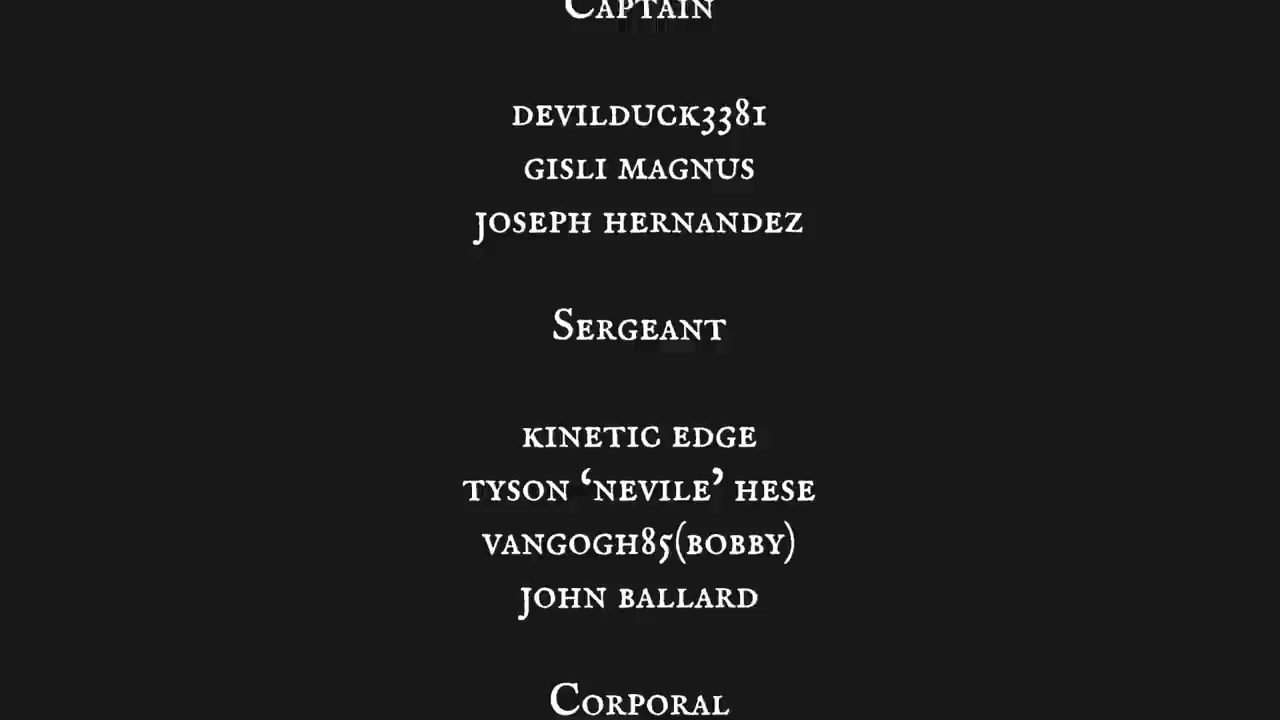 Captain
devilduck3381
gisli magnus
joseph hernandez
Sergeant
kinetic edge
tyson ‘nevile’ hese
vangogh85(bobby)
john ballard
Corporal